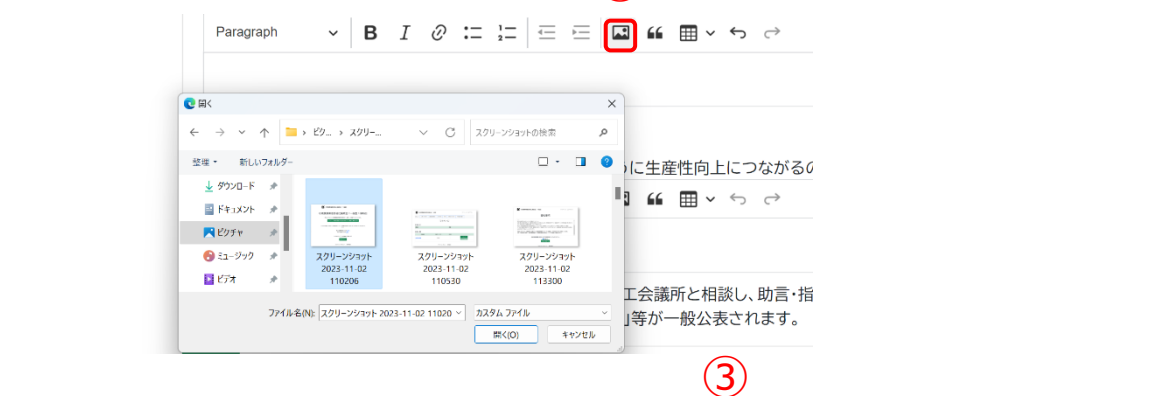 Paragraph
B I
開く
ピク... › スクリー...
スクリーンショットの検索
整理 新しいフォルダー
に生産性向上につながるの
ダウンロード
ドキュメント
ピクチャ
ミュージック
ビデオ
スクリーンショット 2023-11-02 110206
スクリーンショット 2023-11-02 110530
スクリーンショット 2023-11-02 113300
工会議所と相談し、助言・指
ファイル名(N): スクリーンショット 2023-11-02 11020 カスタム ファイル
等が一般公表されます。
開く(O) キャンセル
③